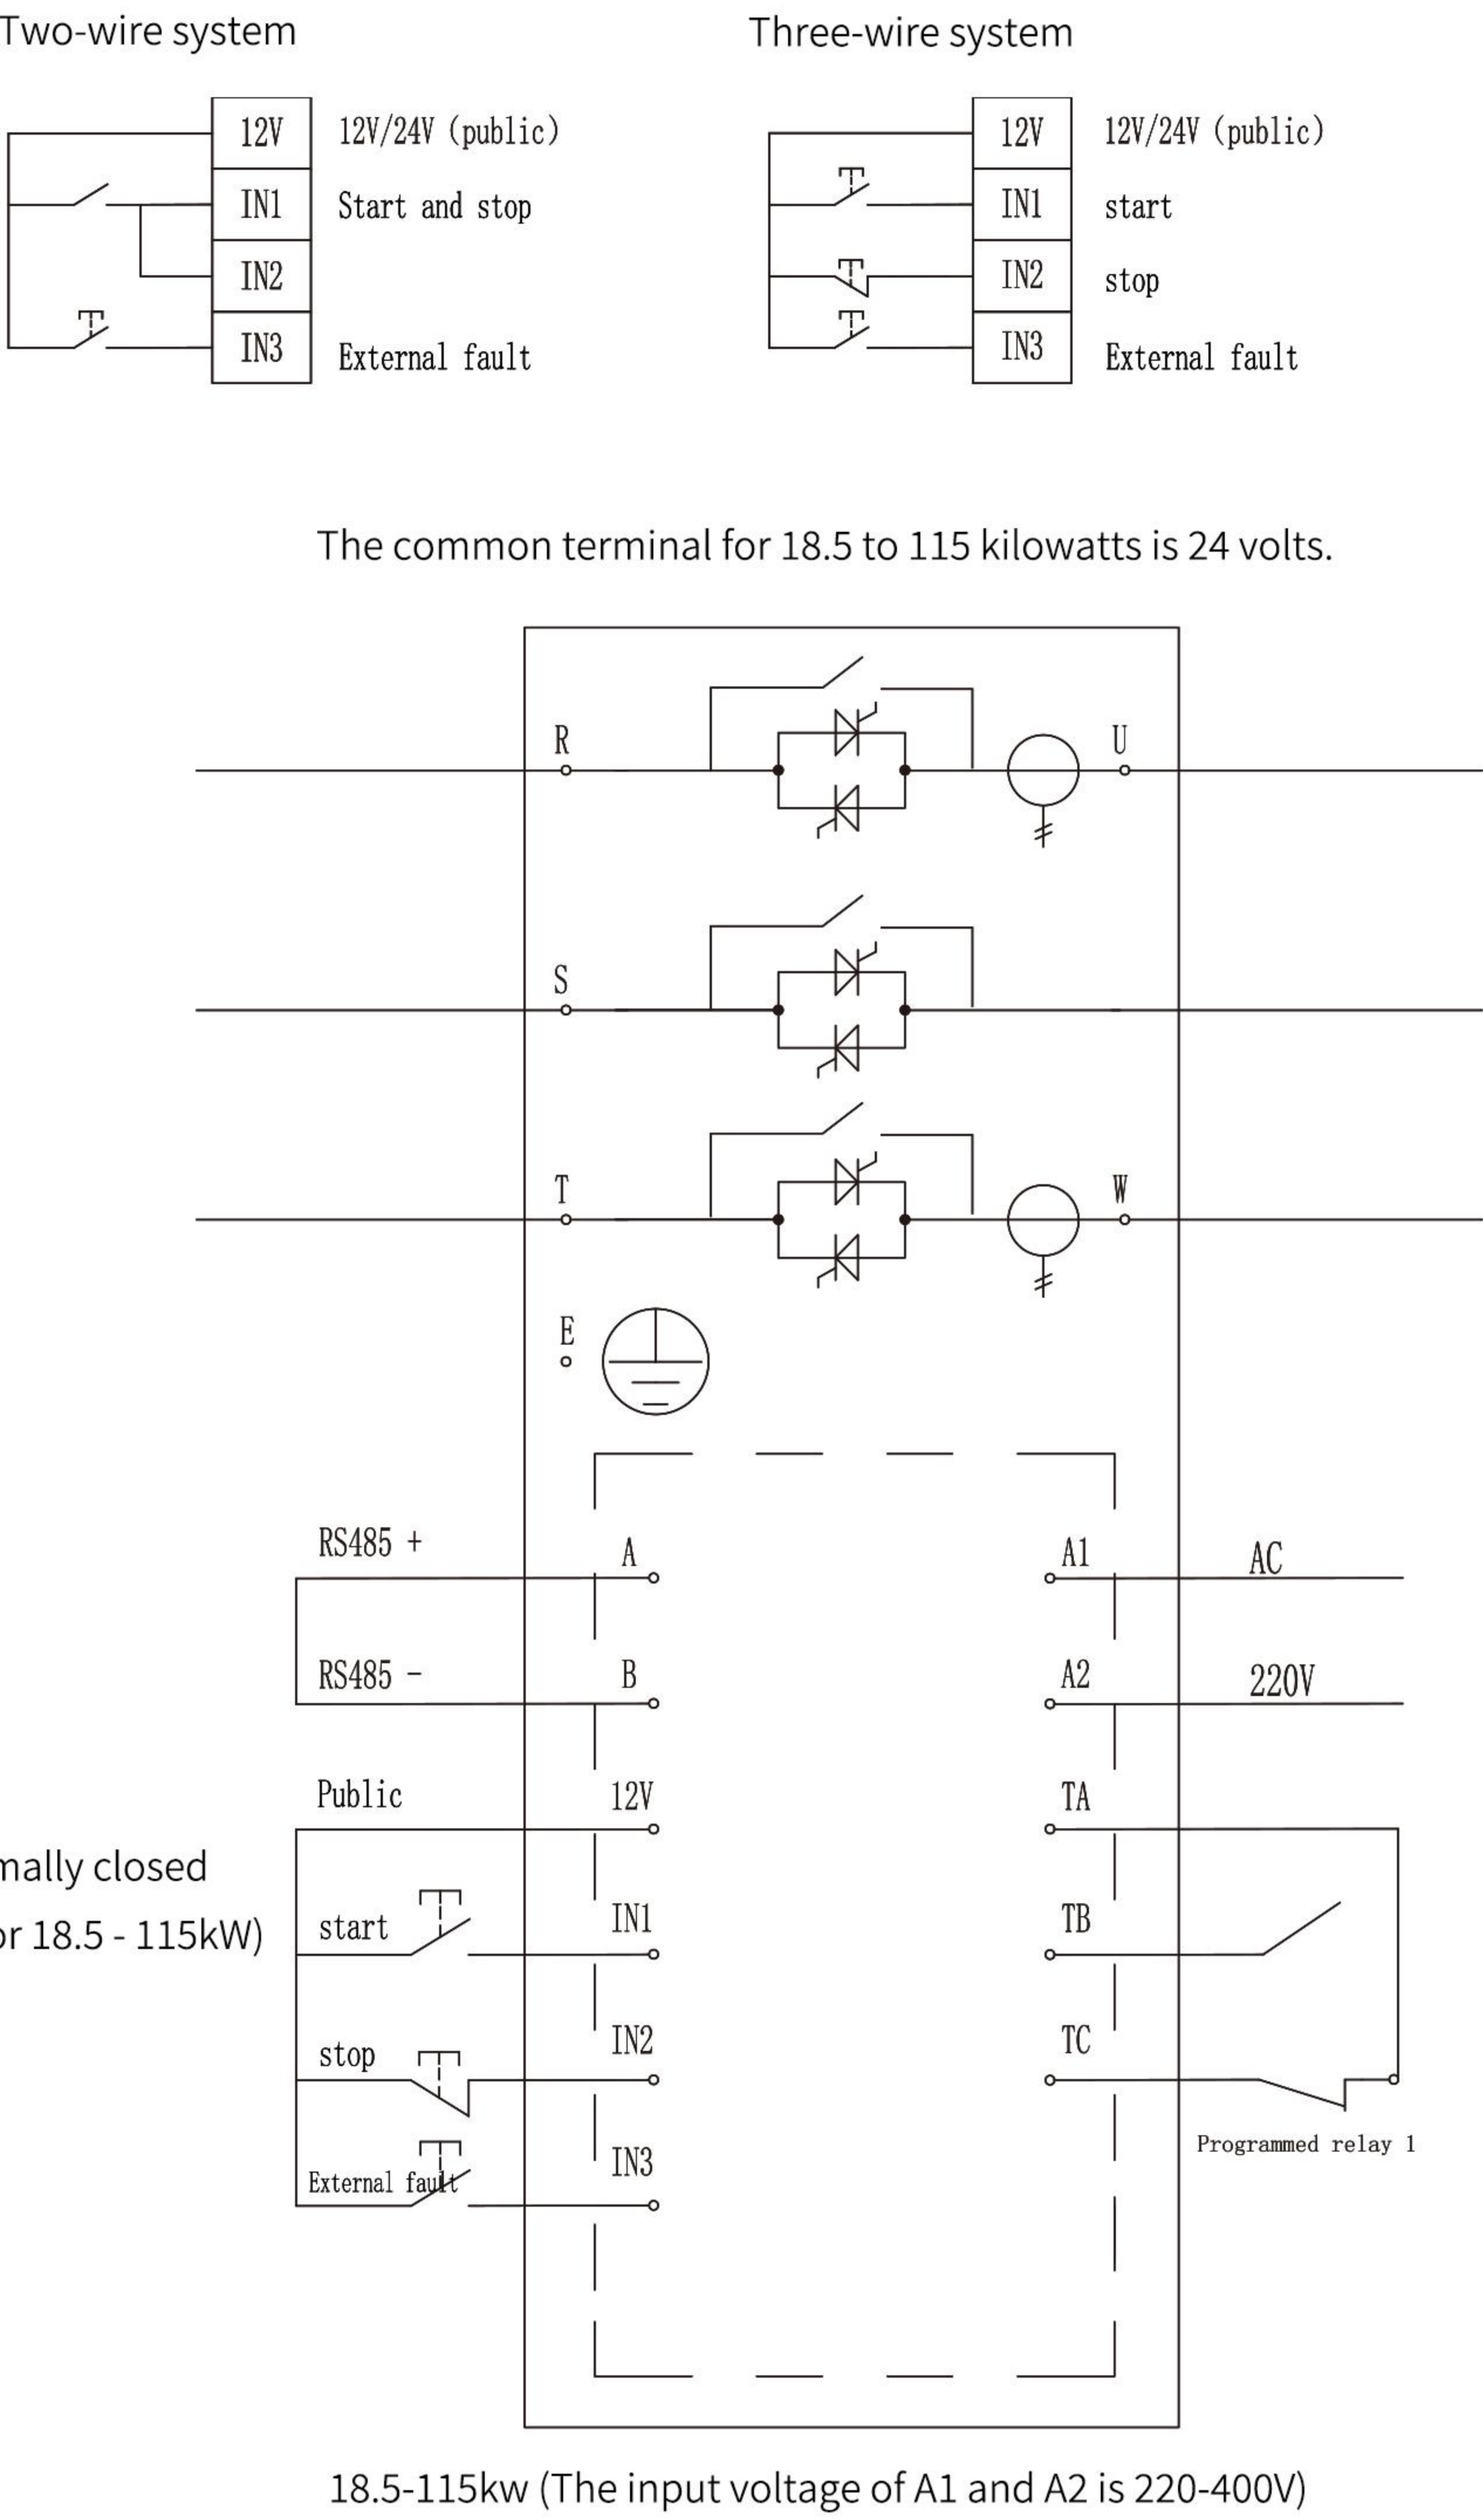 Two-wire system
Three-wire system
12V 12V/24V (public)
IN1 Start and stop
IN2
IN3 External fault
12V 12V/24V (public)
IN1 start
IN2 stop
IN3 External fault
The common terminal for 18.5 to 115 kilowatts is 24 volts.
R U
S
T W
E
RS485 + A A1 AC
RS485 - B A2 220V
Public 12V TA
mally closed
or 18.5 - 115kW)
start IN1 TB
stop IN2 TC
Programmed relay 1
External fault IN3
18.5-115kw (The input voltage of A1 and A2 is 220-400V)